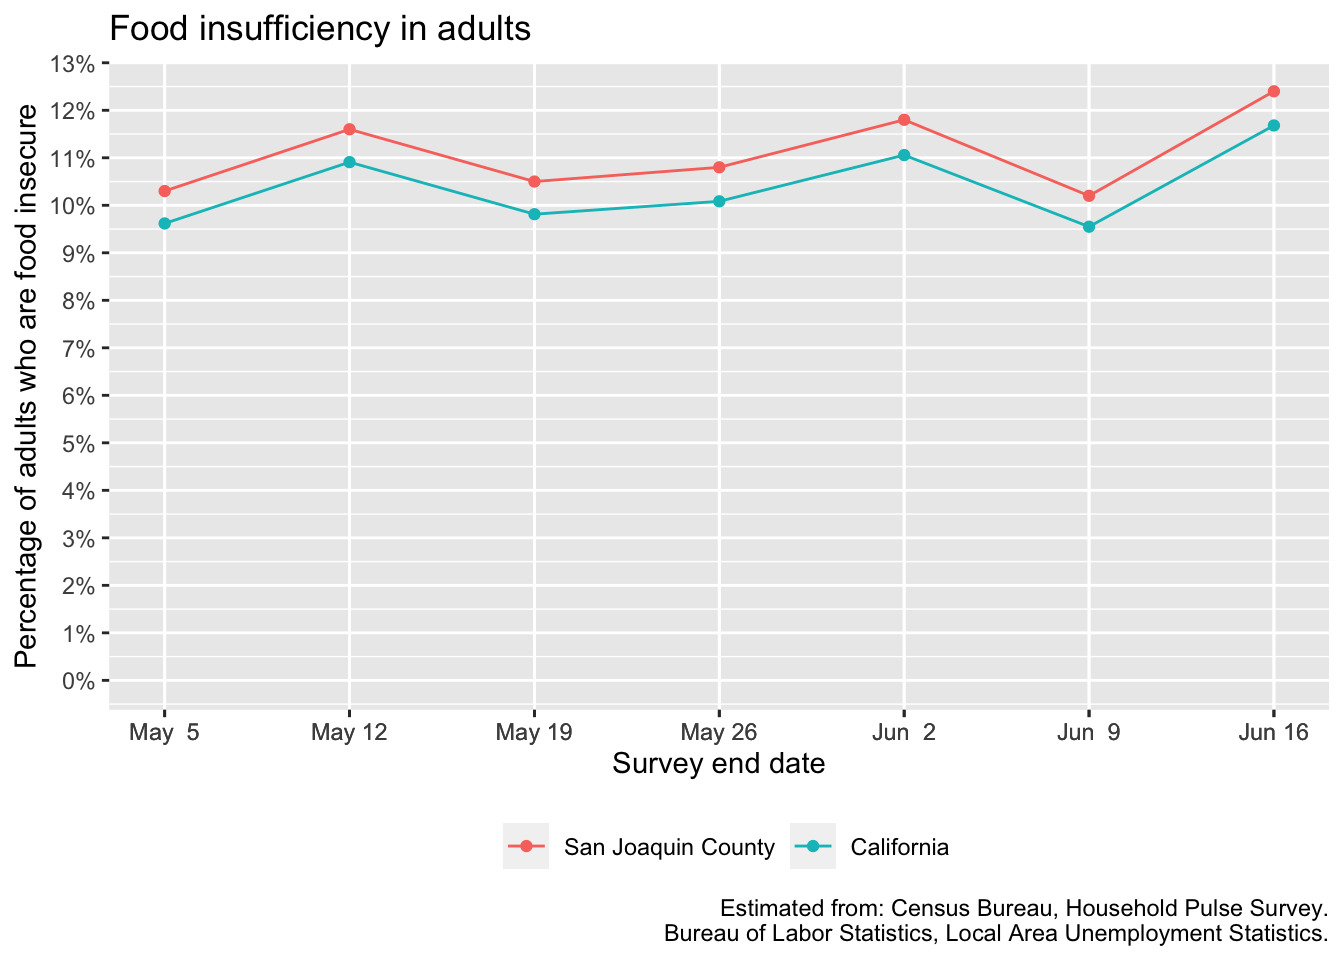 Food insufficiency in adults
Percentage of adults who are food insecure
13%
12%
11%
10%
9%
8%
7%
6%
5%
4%
3%
2%
1%
0%
May  5
May 12
May 19
May 26
Jun  2
Jun  9
Jun 16
Survey end date
San Joaquin County
California
Estimated from: Census Bureau, Household Pulse Survey.
Bureau of Labor Statistics, Local Area Unemployment Statistics.